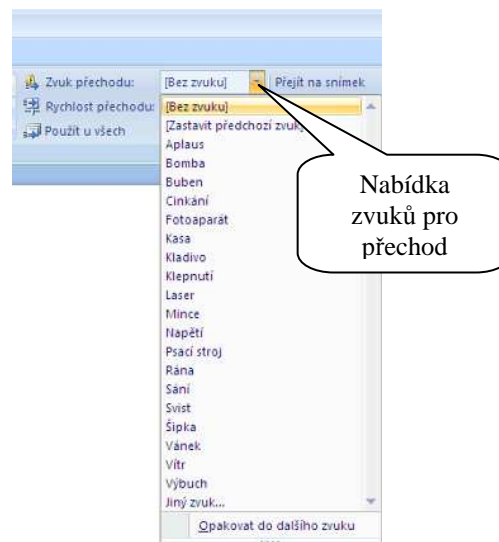 Zvuk přechodu: [Bez zvuku] Přejít na snímek
Rychlost přechodu: [Bez zvuku]
Použít u všech [Zastavit předchozí zvuk]
Aplaus
Bomba
Buben
Cinkání
Fotoaparát
Kasa
Kladivo
Klepnutí
Laser
Mince
Napětí
Psací stroj
Rána
Sání
Svist
Šipka
Vánek
Vítr
Výbuch
Jiný zvuk...
Opakovat do dalšího zvuku
Nabídka
zvuků pro
přechod